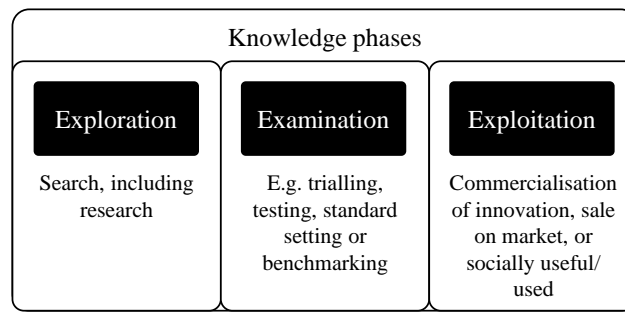 Knowledge phases
Exploration
Search, including
research
Examination
E.g. trialling,
testing, standard
setting or
benchmarking
Exploitation
Commercialisation
of innovation, sale
on market, or
socially useful/
used